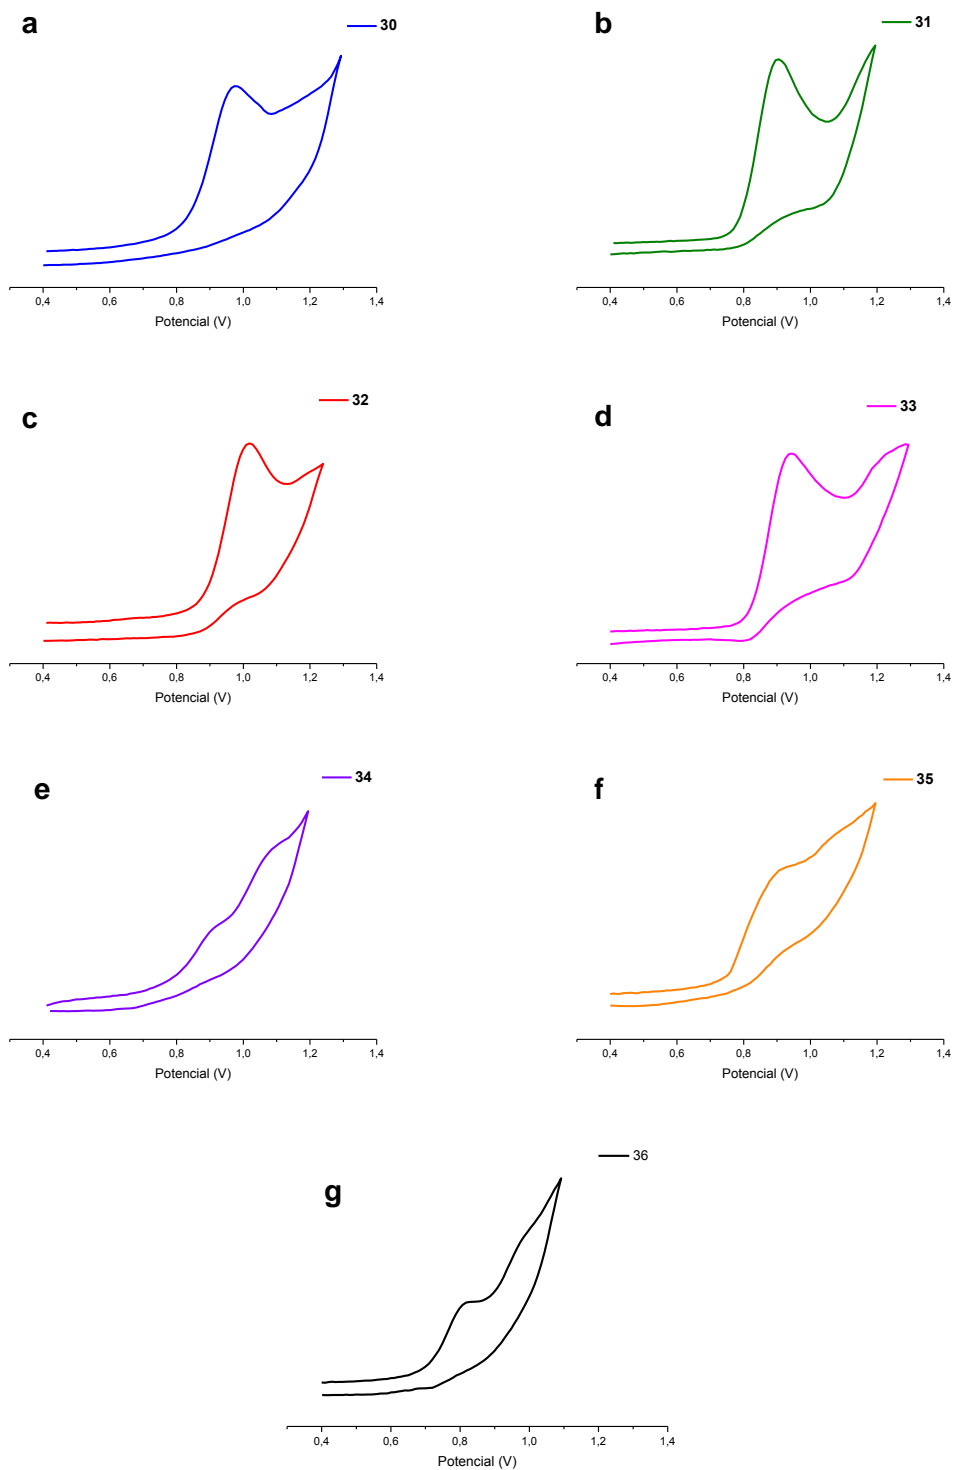 a
30
0,4 0,6 0,8 1,0 1,2 1,4
Potencial (V)
b
31
0,4 0,6 0,8 1,0 1,2 1,4
Potencial (V)
c
32
0,4 0,6 0,8 1,0 1,2 1,4
Potencial (V)
d
33
0,4 0,6 0,8 1,0 1,2 1,4
Potencial (V)
e
34
0,4 0,6 0,8 1,0 1,2 1,4
Potencial (V)
f
35
0,4 0,6 0,8 1,0 1,2 1,4
Potencial (V)
g
36
0,4 0,6 0,8 1,0 1,2 1,4
Potencial (V)